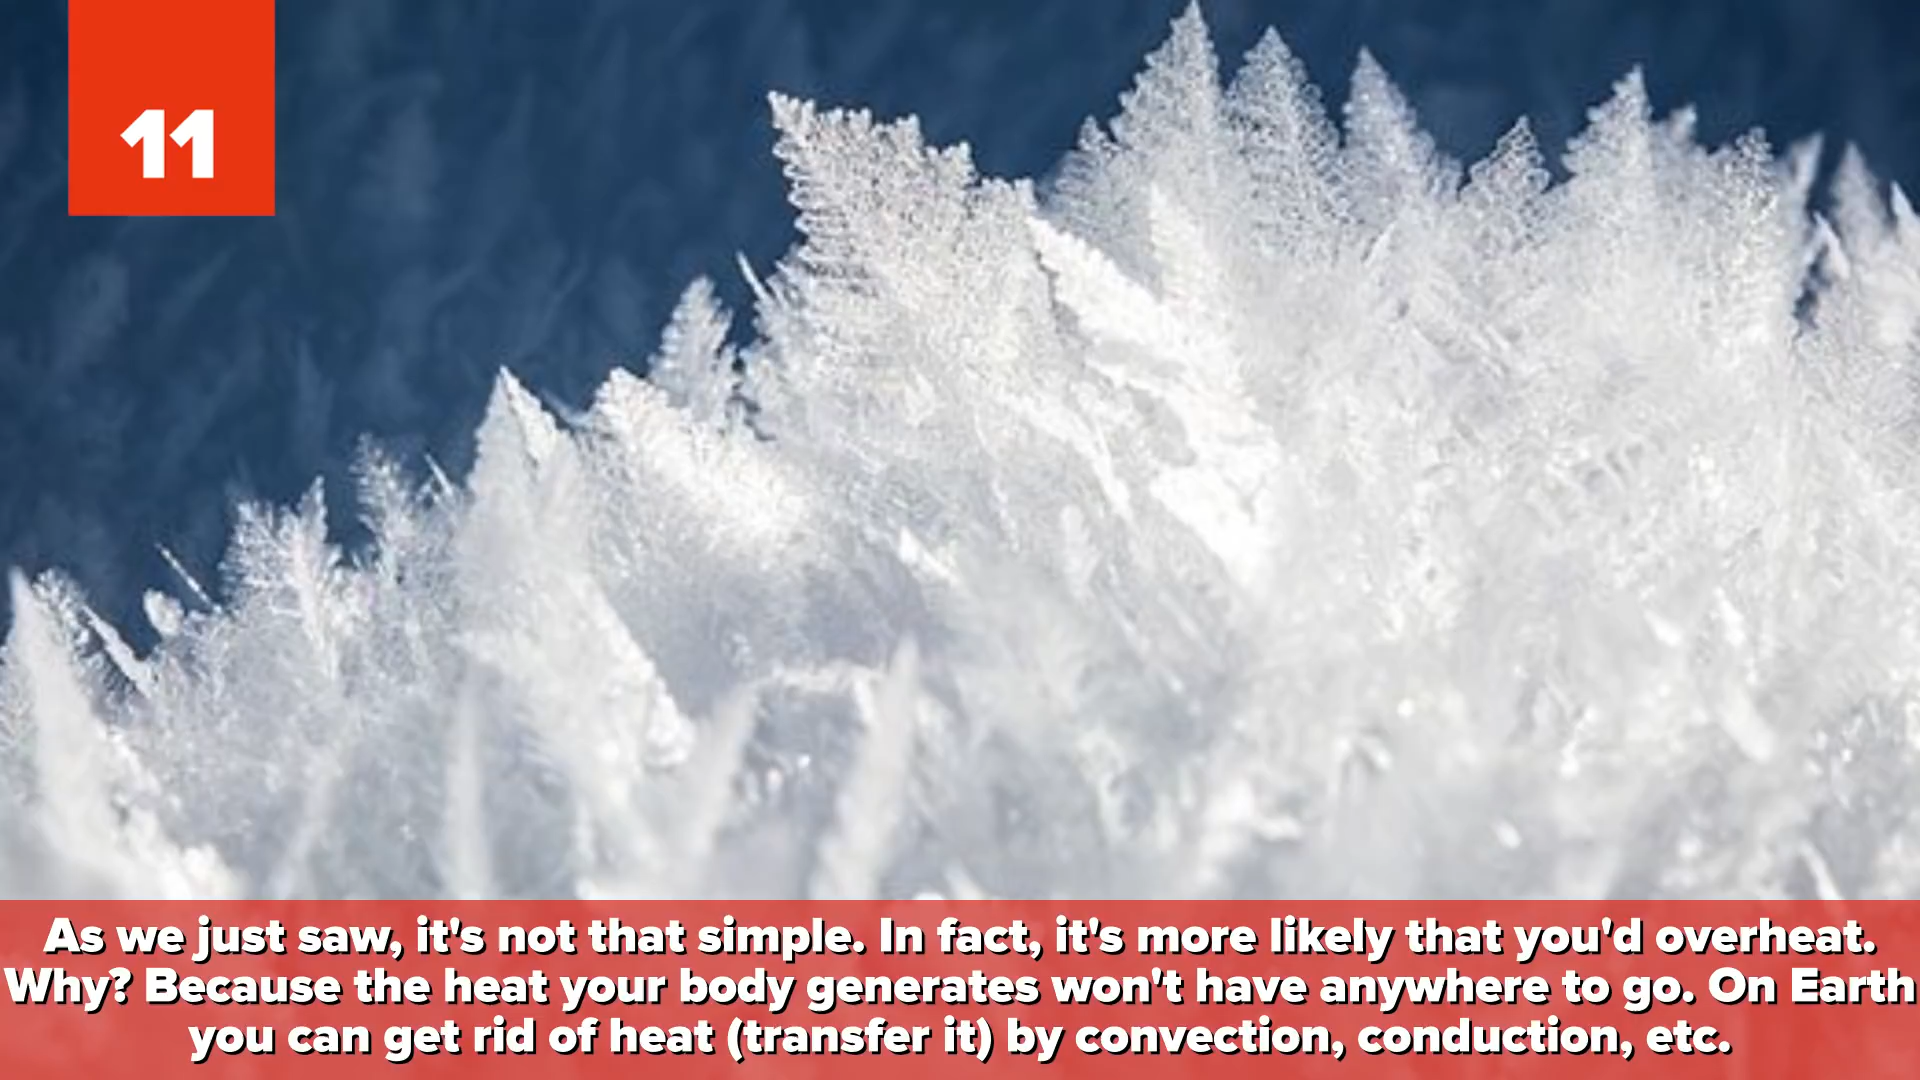 11
As we just saw, it's not that simple. In fact, it's more likely that you'd overheat.
Why? Because the heat your body generates won't have anywhere to go. On Earth
you can get rid of heat (transfer it) by convection, conduction, etc.